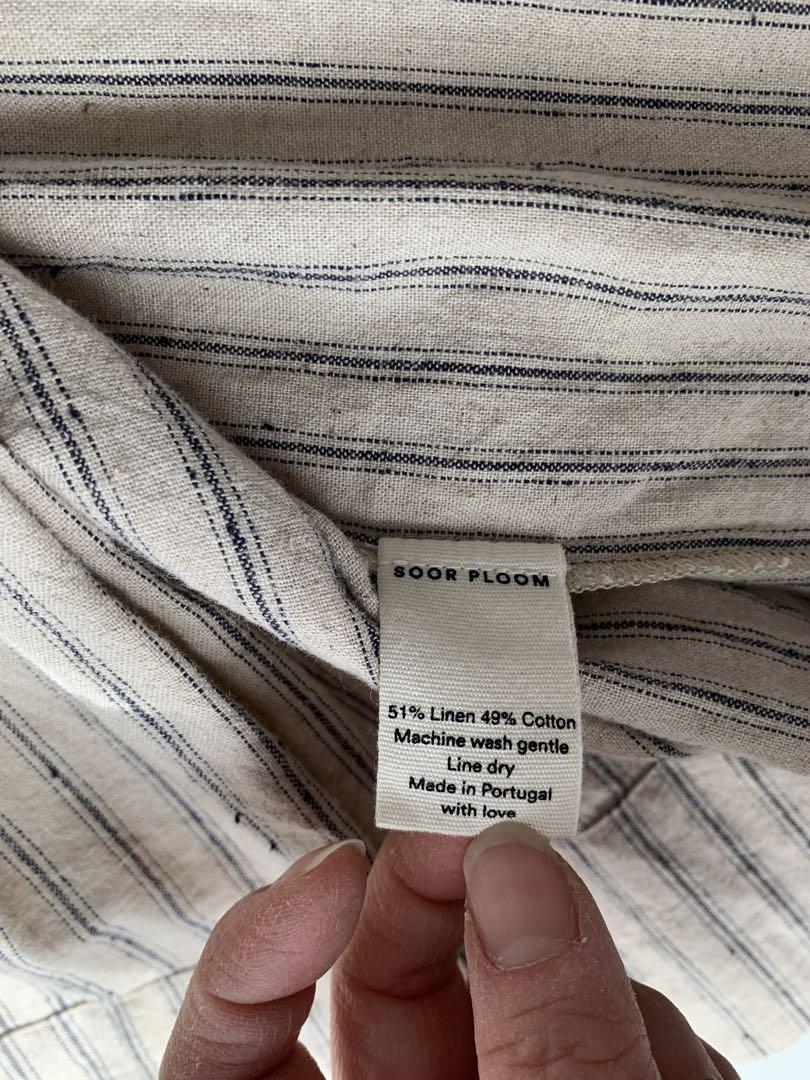 SOOR PLOOM
51% Linen 49% Cotton
Machine wash gentle
Line dry
Made in Portugal
with love